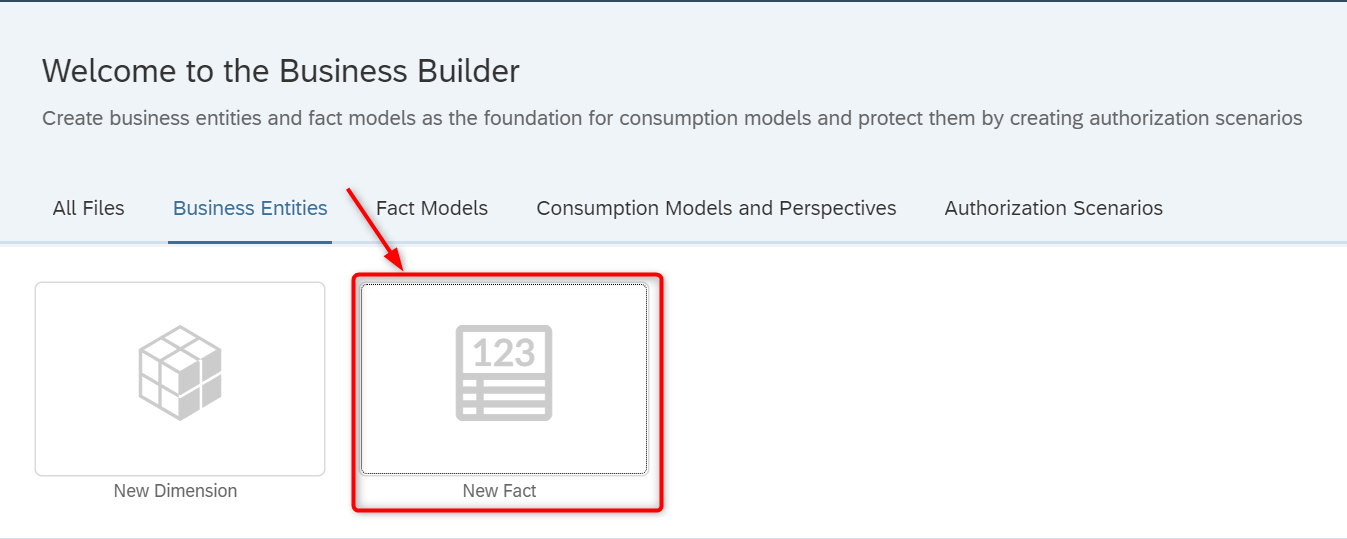 Welcome to the Business Builder
Create business entities and fact models as the foundation for consumption models and protect them by creating authorization scenarios
All Files Business Entities Fact Models Consumption Models and Perspectives Authorization Scenarios
123
New Dimension New Fact